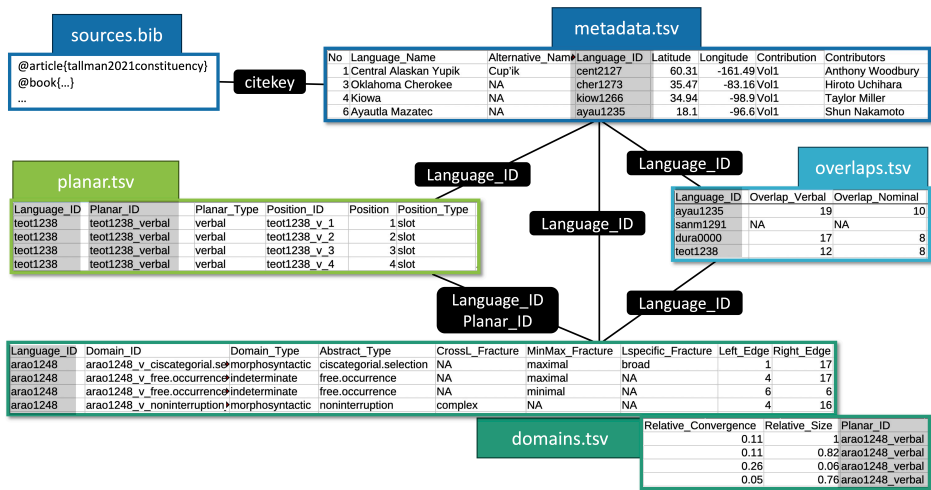 sources.bib
@article{tallman2021constituency}
@book{...}
...
citekey
metadata.tsv
No Language_Name Alternative_Name Language_ID Latitude Longitude Contribution Contributors
1 Central Alaskan Yupik Cup'ik cent2127 60.31 -161.49 Vol1 Anthony Woodbury
3 Oklahoma Cherokee NA cher1273 35.47 -83.16 Vol1 Hiroto Uchihara
4 Kiowa NA kiow1266 34.94 -98.9 Vol1 Taylor Miller
6 Ayautla Mazatec NA ayau1235 18.1 -96.6 Vol1 Shun Nakamoto
Language_ID
Language_ID
Language_ID
planar.tsv
Language_ID Planar_ID Planar_Type Position_ID Position Position_Type
teot1238 teot1238_verbal verbal teot1238_v_1 1 slot
teot1238 teot1238_verbal verbal teot1238_v_2 2 slot
teot1238 teot1238_verbal verbal teot1238_v_3 3 slot
teot1238 teot1238_verbal verbal teot1238_v_4 4 slot
overlaps.tsv
Language_ID Overlap_Verbal Overlap_Nominal
ayau1235 19 10
sanm1291 NA NA
dura0000 17 8
teot1238 12 8
Language_ID
Planar_ID
Language_ID
Language_ID Domain_ID Domain_Type Abstract_Type CrossL_Fracture MinMax_Fracture Lspecific_Fracture Left_Edge Right_Edge
arao1248 arao1248_v_ciscategorial.se morphosyntactic ciscategorial.selection NA maximal broad 1 17
arao1248 arao1248_v_free.occurrence indeterminate free.occurrence NA maximal NA 4 17
arao1248 arao1248_v_free.occurrence indeterminate free.occurrence NA minimal NA 6 6
arao1248 arao1248_v_noninterruption morphosyntactic noninterruption complex NA NA 4 16
domains.tsv
Relative_Convergence Relative_Size Planar_ID
0.11 1 arao1248_verbal
0.11 0.82 arao1248_verbal
0.26 0.06 arao1248_verbal
0.05 0.76 arao1248_verbal